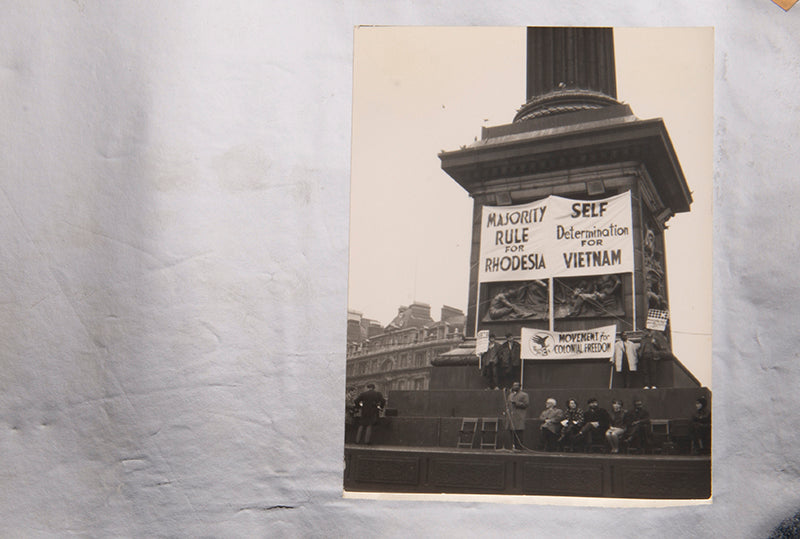 MAJORITY
RULE
FOR
RHODESIA
SELF
Determination
FOR
VIETNAM
MOVEMENT for
COLONIAL FREEDOM